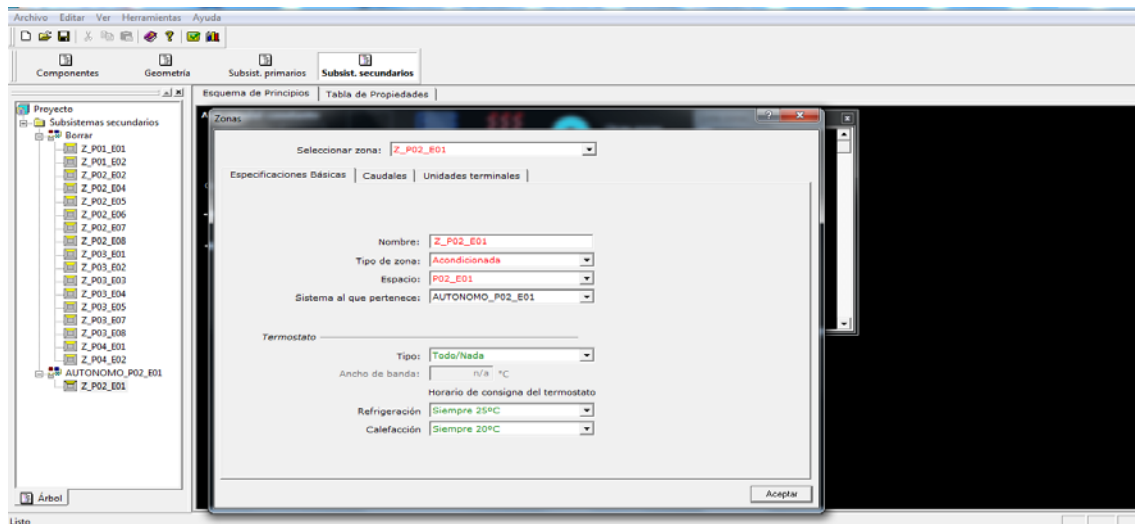 Archivo Editar Ver Herramientas Ayuda
Componentes Geometría Subsist. primarios Subsist. secundarios
Esquema de Principios Tabla de Propiedades
Proyecto
Subsistemas secundarios
Borrar
Z_P01_E01
Z_P01_E02
Z_P02_E02
Z_P02_E04
Z_P02_E05
Z_P02_E06
Z_P02_E07
Z_P02_E08
Z_P03_E01
Z_P03_E02
Z_P03_E03
Z_P03_E04
Z_P03_E05
Z_P03_E07
Z_P03_E08
Z_P04_E01
Z_P04_E02
AUTONOMO_P02_E01
Z_P02_E01
Árbol
Zonas
Seleccionar zona: Z_P02_E01
Especificaciones Básicas Caudales Unidades terminales
Nombre: Z_P02_E01
Tipo de zona: Acondicionada
Espacio: P02_E01
Sistema al que pertenece: AUTONOMO_P02_E01
Termostato
Tipo: Todo/Nada
Ancho de banda: n/a ºC
Horario de consigna del termostato
Refrigeración Siempre 25ºC
Calefacción Siempre 20ºC
Aceptar
Listo